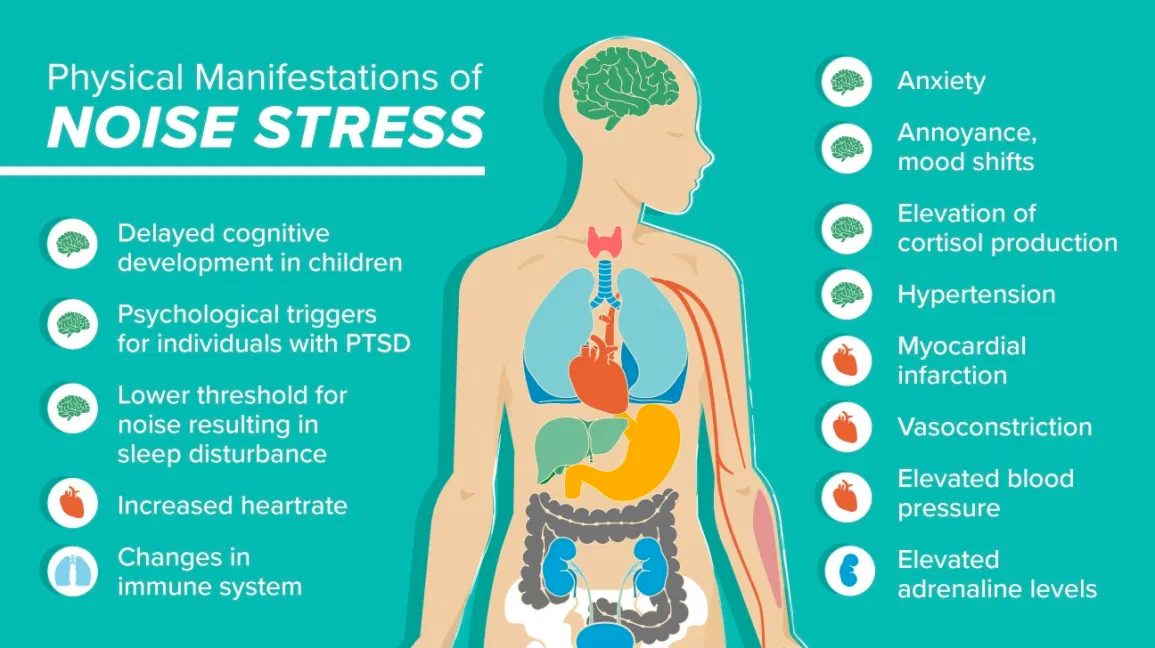 Physical Manifestations of
NOISE STRESS
Delayed cognitive
development in children
Psychological triggers
for individuals with PTSD
Lower threshold for
noise resulting in
sleep disturbance
Increased heartrate
Changes in
immune system
Anxiety
Annoyance,
mood shifts
Elevation of
cortisol production
Hypertension
Myocardial
infarction
Vasoconstriction
Elevated blood
pressure
Elevated
adrenaline levels